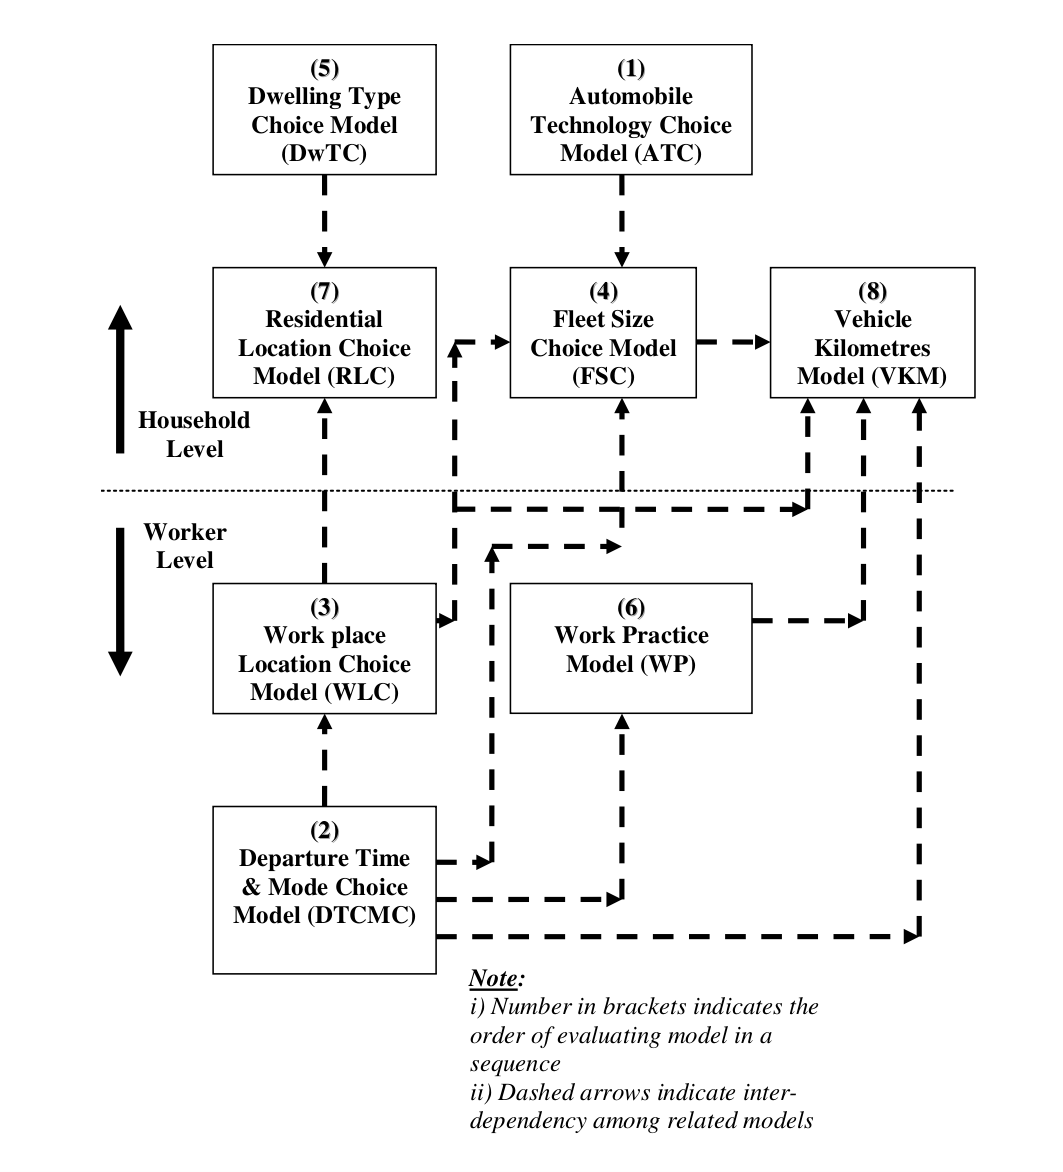 (5)
Dwelling Type
Choice Model
(DwTC)
(1)
Automobile
Technology Choice
Model (ATC)
(7)
Residential
Location Choice
Model (RLC)
(4)
Fleet Size
Choice Model
(FSC)
(8)
Vehicle
Kilometres
Model (VKM)
Household
Level
Worker
Level
(3)
Work place
Location Choice
Model (WLC)
(6)
Work Practice
Model (WP)
(2)
Departure Time
& Mode Choice
Model (DTCMC)
Note:
i) Number in brackets indicates the
order of evaluating model in a
sequence
ii) Dashed arrows indicate inter-
dependency among related models